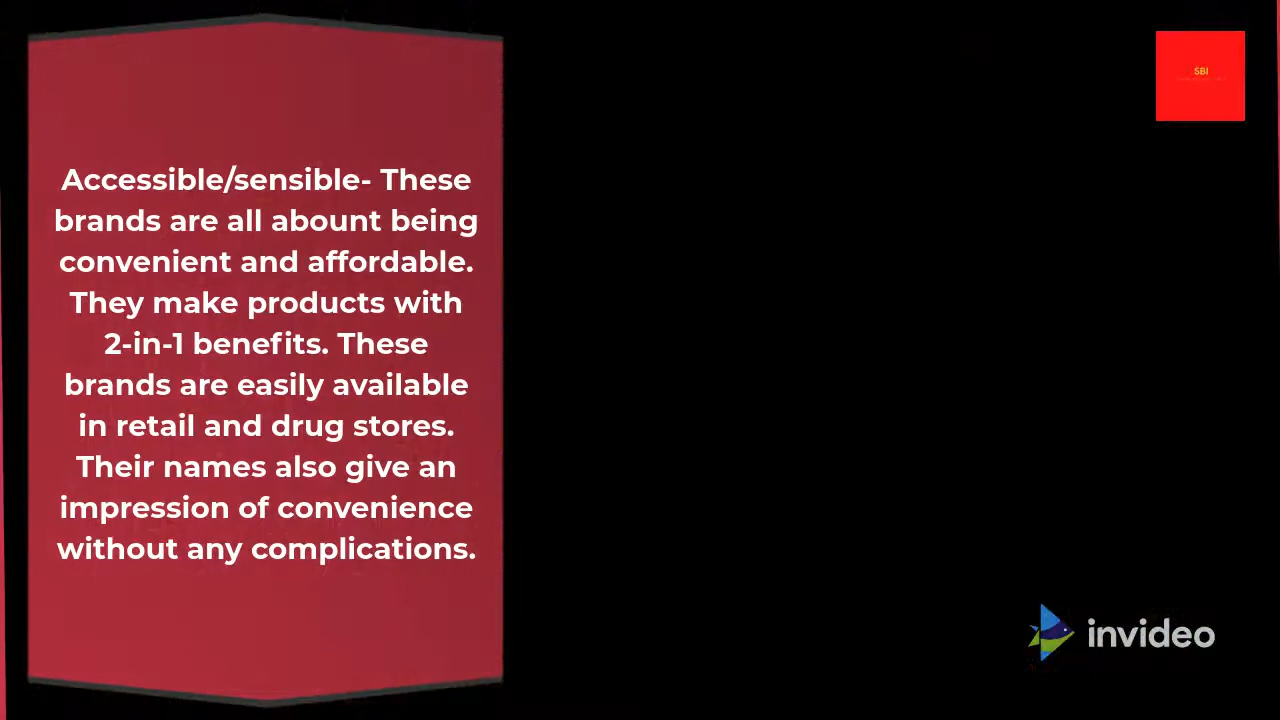 Accessible/sensible- These
brands are all abount being
convenient and affordable.
They make products with
2-in-1 benefits. These
brands are easily available
in retail and drug stores.
Their names also give an
impression of convenience
without any complications.
SBI
invideo